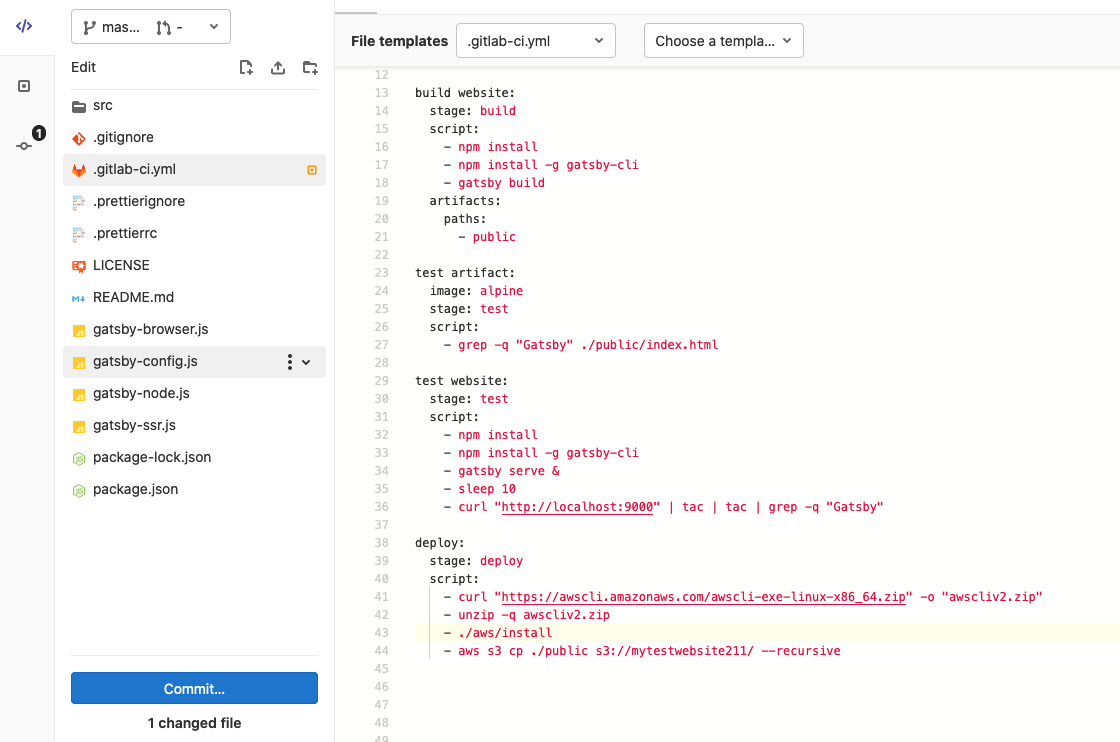 mas...
-
Edit
1
src
.gitignore
.gitlab-ci.yml
.prettierignore
.prettierrc
LICENSE
README.md
gatsby-browser.js
gatsby-config.js
gatsby-node.js
gatsby-ssr.js
package-lock.json
package.json
Commit...
1 changed file
File templates
.gitlab-ci.yml
Choose a templa...
12
13 build website:
14   stage: build
15   script:
16     - npm install
17     - npm install -g gatsby-cli
18     - gatsby build
19   artifacts:
20     paths:
21       - public
22
23 test artifact:
24   image: alpine
25   stage: test
26   script:
27     - grep -q "Gatsby" ./public/index.html
28
29 test website:
30   stage: test
31   script:
32     - npm install
33     - npm install -g gatsby-cli
34     - gatsby serve &
35     - sleep 10
36     - curl "http://localhost:9000" | tac | tac | grep -q "Gatsby"
37
38 deploy:
39   stage: deploy
40   script:
41     - curl "https://awscli.amazonaws.com/awscli-exe-linux-x86_64.zip" -o "awscliv2.zip"
42     - unzip -q awscliv2.zip
43     - ./aws/install
44     - aws s3 cp ./public s3://mytestwebsite211/ --recursive
45
46
47
48
49